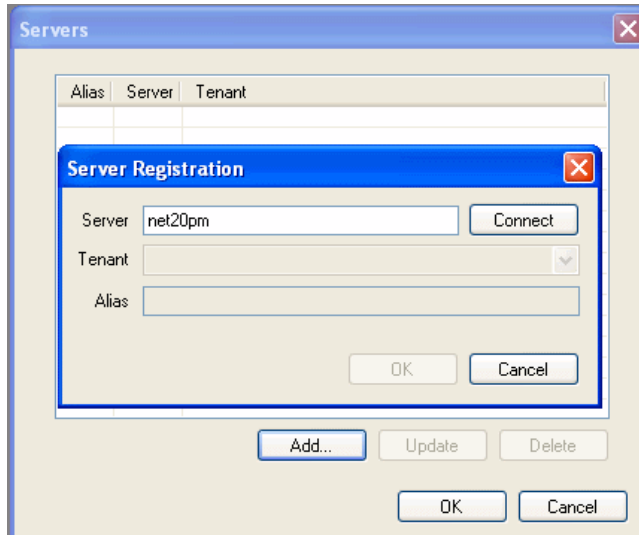 Servers
Alias Server Tenant
Server Registration
Server net20pm Connect
Tenant
Alias
OK Cancel
Add... Update Delete
OK Cancel